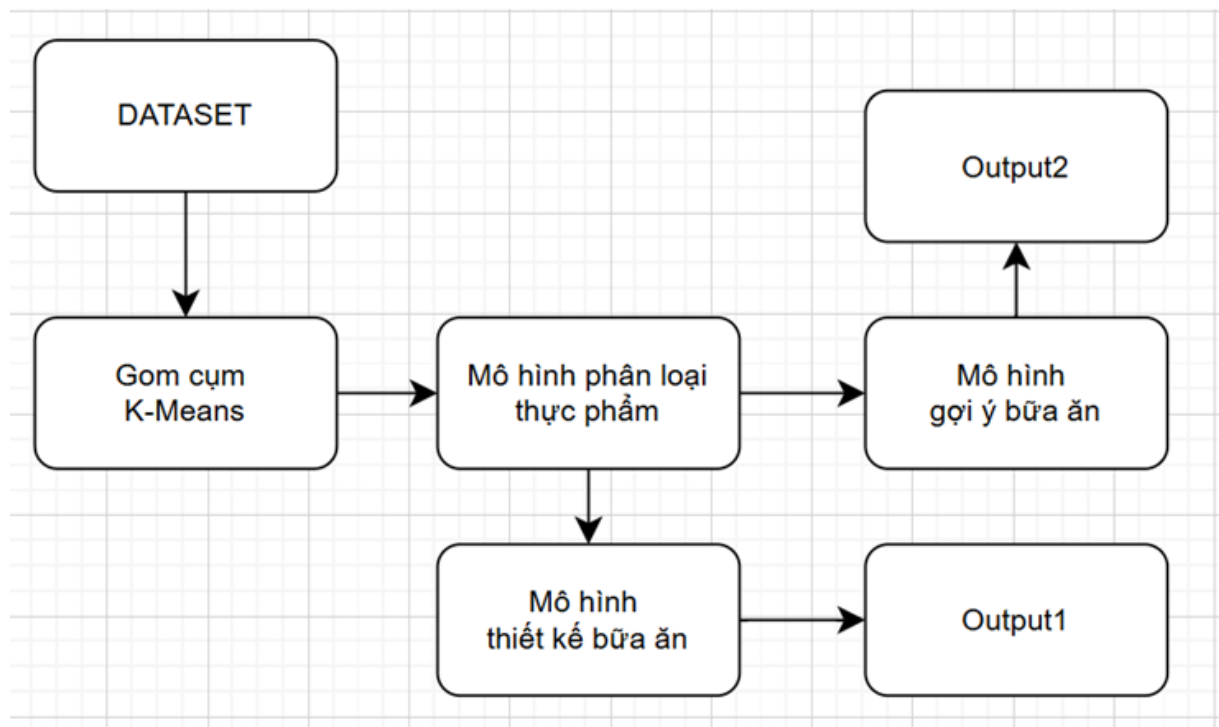 DATASET
Output2
Gom cụm
K-Means
Mô hình phân loại
thực phẩm
Mô hình
gợi ý bữa ăn
Mô hình
thiết kế bữa ăn
Output1